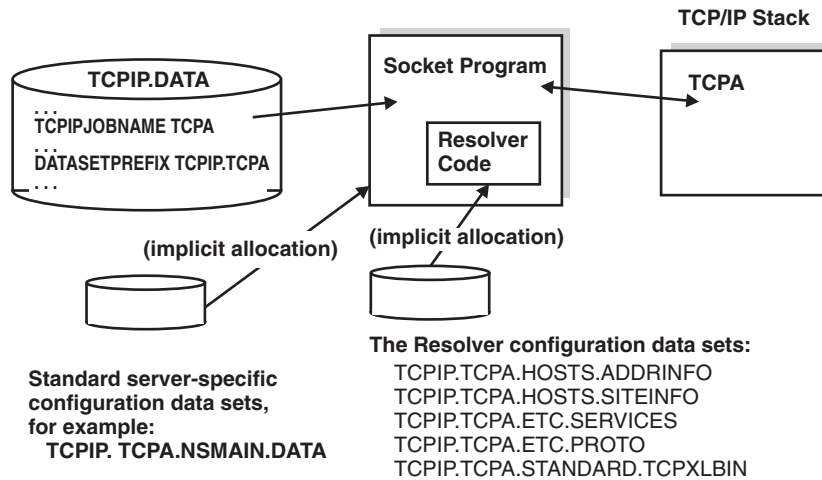 TCP/IP Stack
TCPIP.DATA
. . .
TCPIPJOBNAME TCPA
. . .
DATASETPREFIX TCPIP.TCPA
. . .
Socket Program
Resolver
Code
TCPA
(implicit allocation)
(implicit allocation)
Standard server-specific
configuration data sets,
for example:
TCPIP. TCPA.NSMAIN.DATA
The Resolver configuration data sets:
TCPIP.TCPA.HOSTS.ADDRINFO
TCPIP.TCPA.HOSTS.SITEINFO
TCPIP.TCPA.ETC.SERVICES
TCPIP.TCPA.ETC.PROTO
TCPIP.TCPA.STANDARD.TCPXLBIN